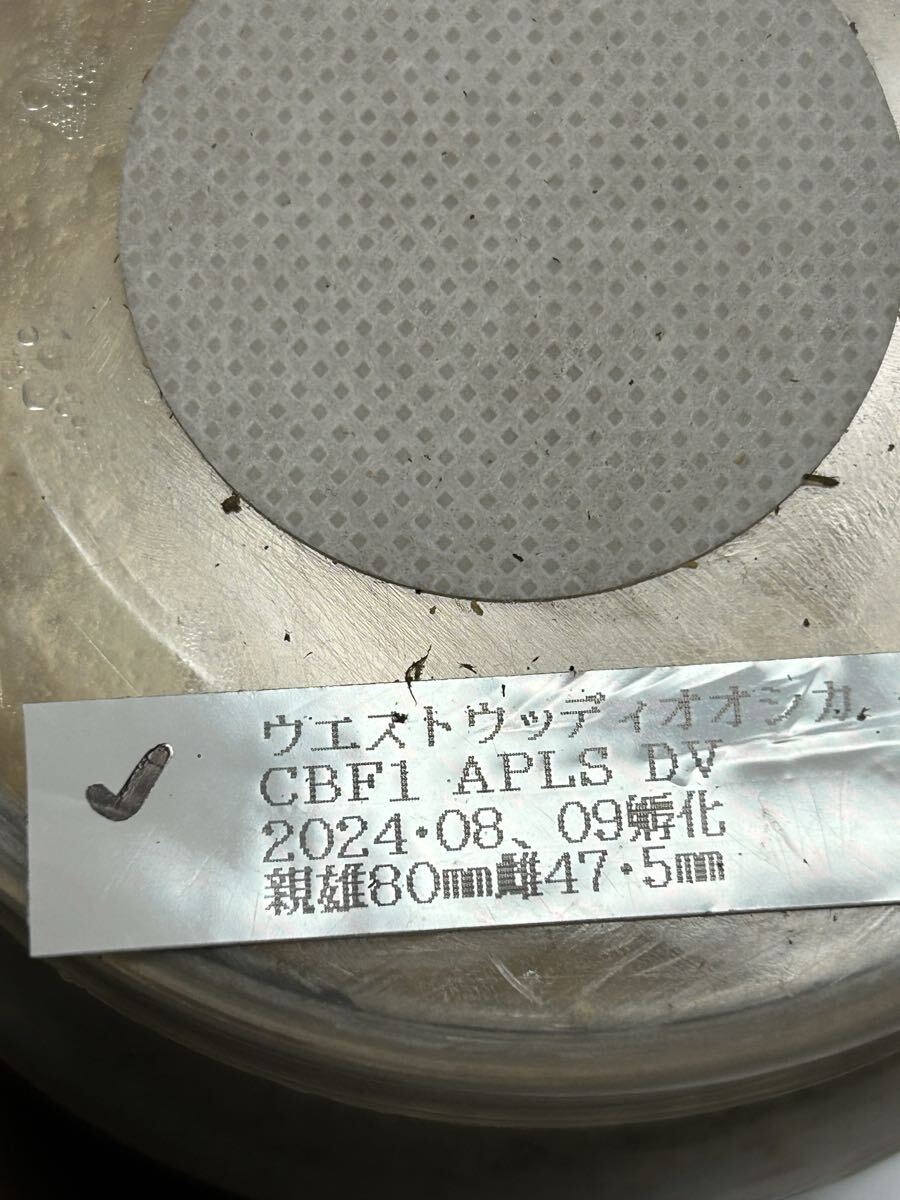 ウエストウッディオオシカ
CBF1 APLS DV
2024・08、09孵化
親雄80㎜雌47・5㎜